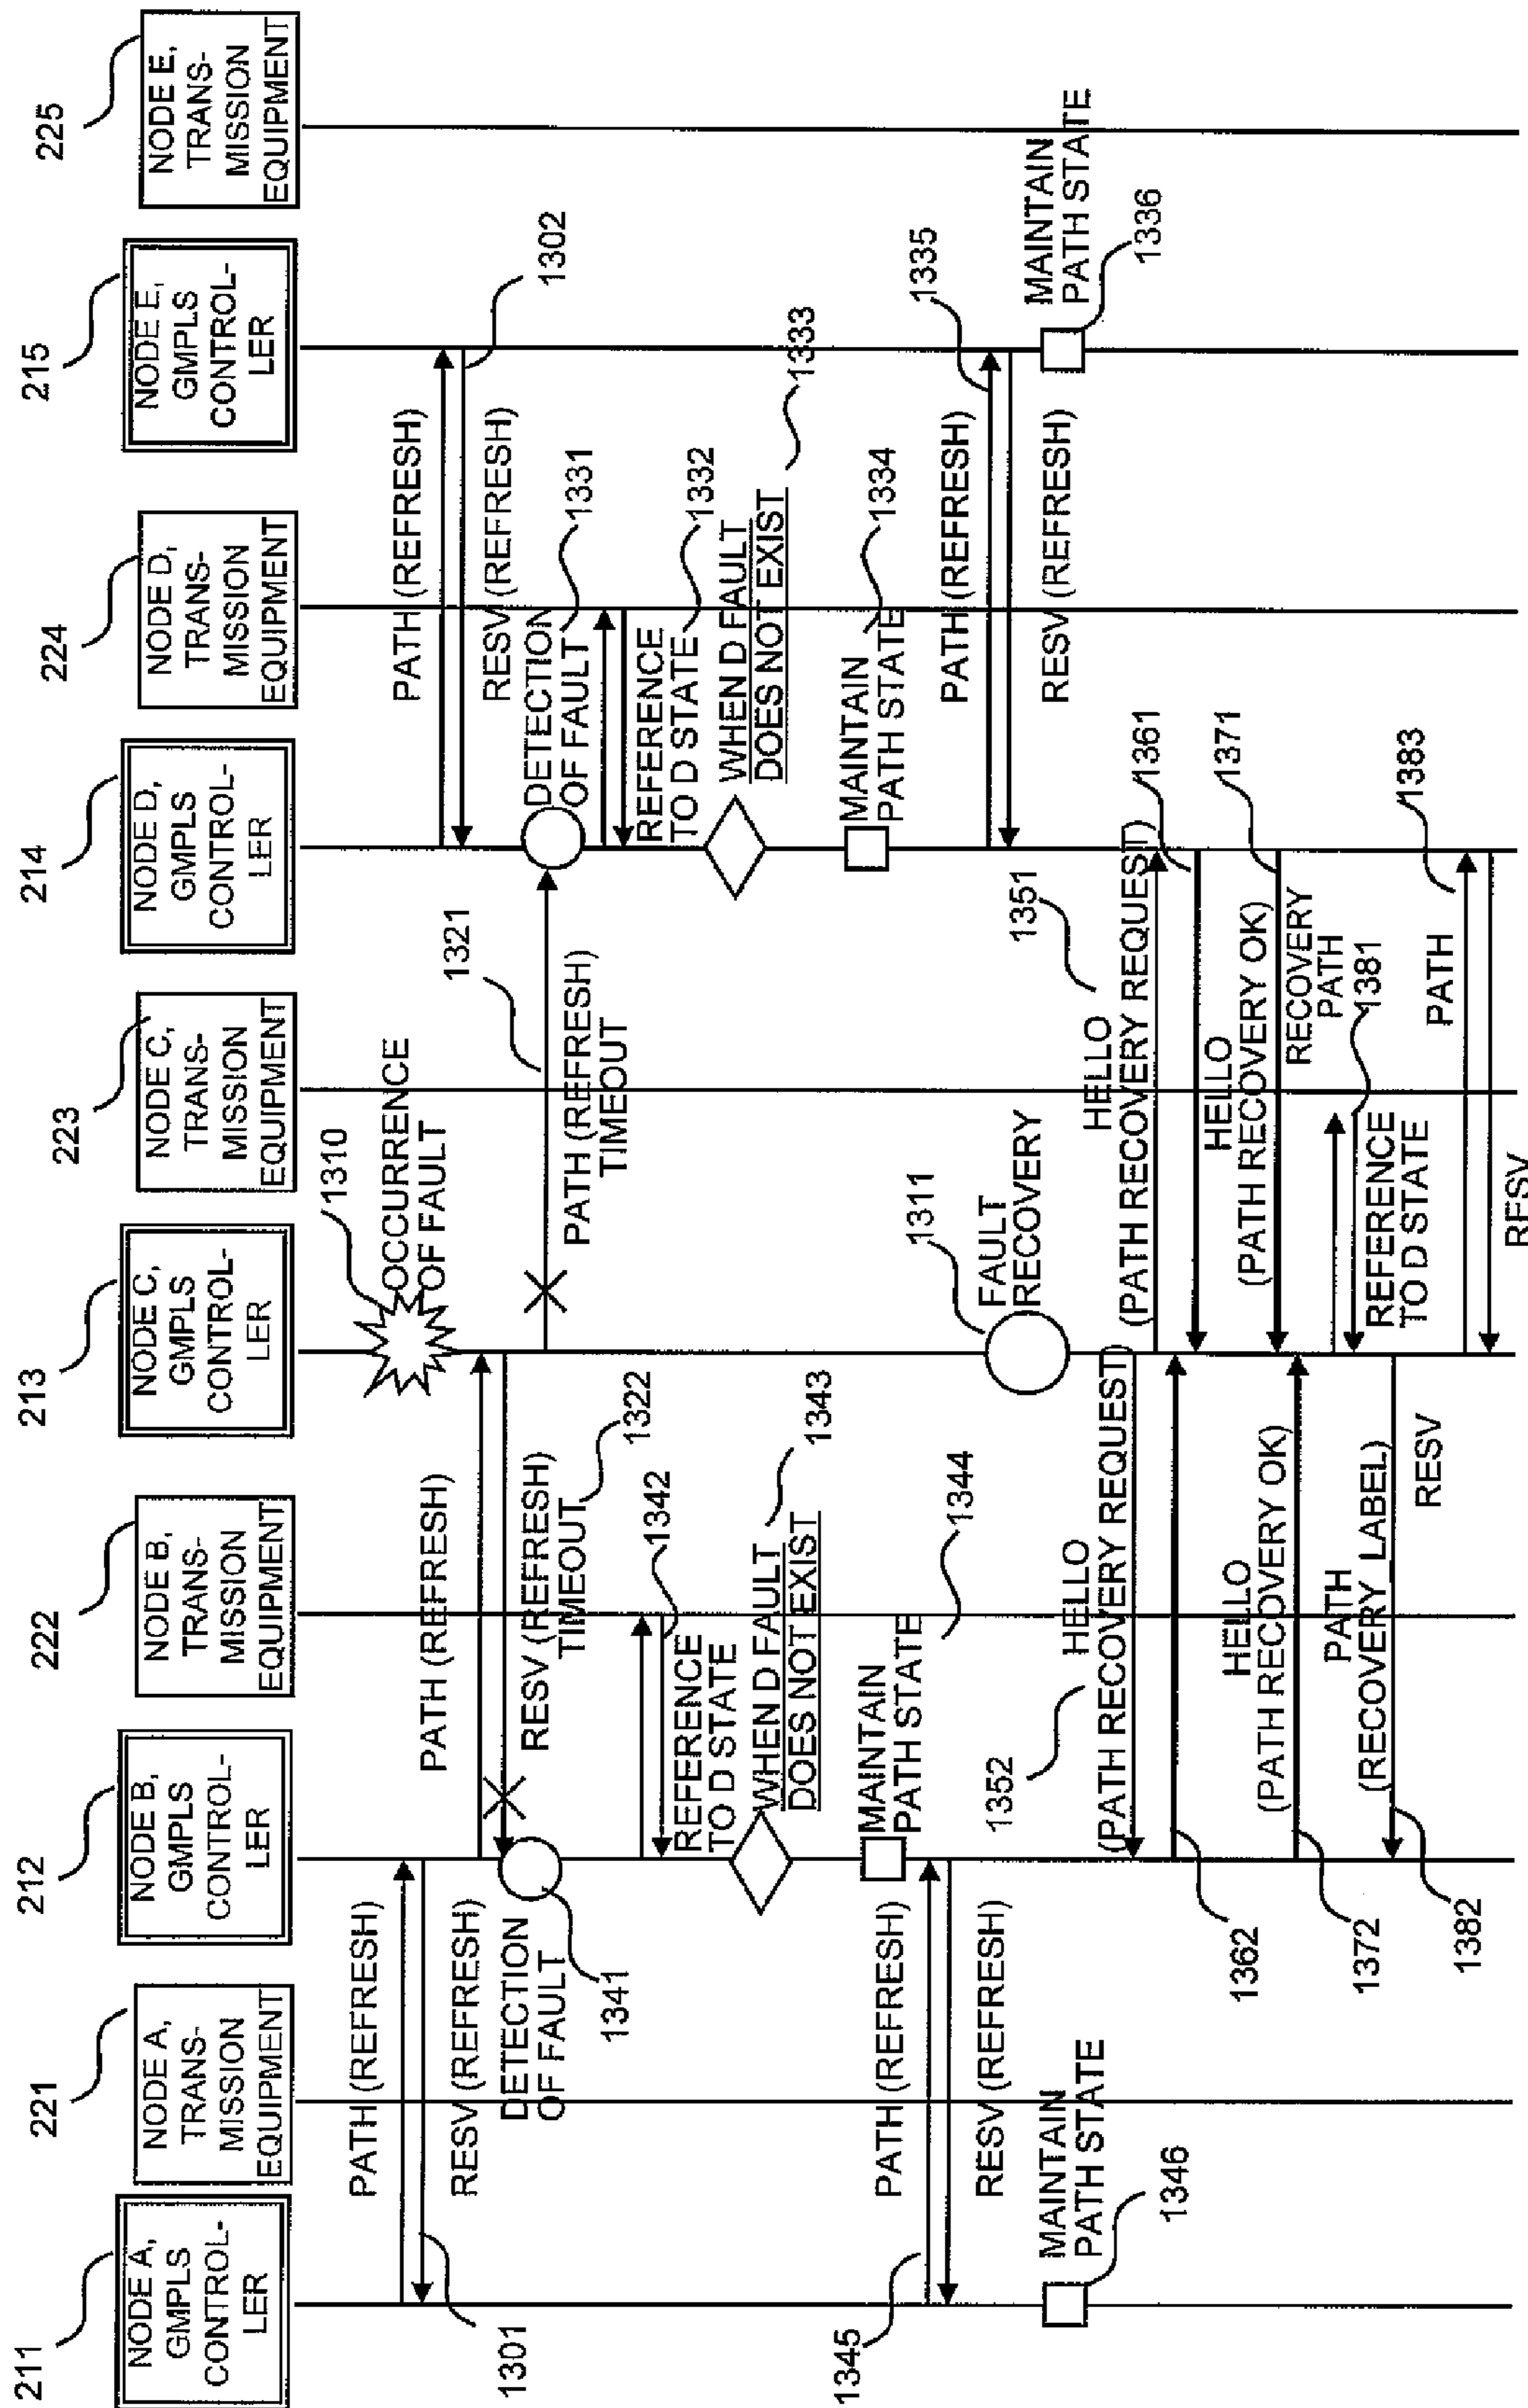 211
NODE A,
GMPLS
CONTROL-
LER
221
NODE A,
TRANS-
MISSION
EQUIPMENT
212
NODE B,
GMPLS
CONTROL-
LER
222
NODE B,
TRANS-
MISSION
EQUIPMENT
213
NODE C,
GMPLS
CONTROL-
LER
223
NODE C,
TRANS-
MISSION
EQUIPMENT
214
NODE D,
GMPLS
CONTROL-
LER
224
NODE D,
TRANS-
MISSION
EQUIPMENT
215
NODE E,
GMPLS
CONTROL-
LER
225
NODE E,
TRANS-
MISSION
EQUIPMENT
PATH (REFRESH)
RESV (REFRESH)
1301
DETECTION
OF FAULT
1341
PATH (REFRESH)
RESV (REFRESH)
TIMEOUT
1322
1310
OCCURRENCE
OF FAULT
1321
PATH (REFRESH)
TIMEOUT
PATH (REFRESH)
RESV (REFRESH)
1302
DETECTION
OF FAULT
1331
REFERENCE
TO D STATE
1332
WHEN D FAULT
DOES NOT EXIST
1333
MAINTAIN
PATH STATE
1334
PATH (REFRESH)
RESV (REFRESH)
1335
MAINTAIN
PATH STATE
1336
1342
REFERENCE
TO D STATE
WHEN D FAULT
DOES NOT EXIST
1343
MAINTAIN
PATH STATE
1344
PATH (REFRESH)
RESV (REFRESH)
1345
MAINTAIN
PATH STATE
1346
1311
FAULT
RECOVERY
1351
HELLO
(PATH RECOVERY REQUEST)
1361
1352
HELLO
(PATH RECOVERY REQUEST)
1362
HELLO
(PATH RECOVERY OK)
1371
HELLO
(PATH RECOVERY OK)
1372
RECOVERY
PATH
1381
REFERENCE
TO D STATE
PATH
(RECOVERY LABEL)
1382
RESV
PATH
1383
RESV